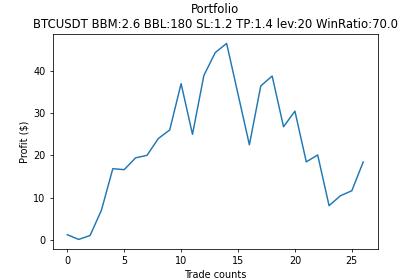 Portfolio
BTCUSDT BBM:2.6 BBL:180 SL:1.2 TP:1.4 lev:20 WinRatio:70.0
Profit ($)
40
30
20
10
0
0
5
10
15
20
25
Trade counts